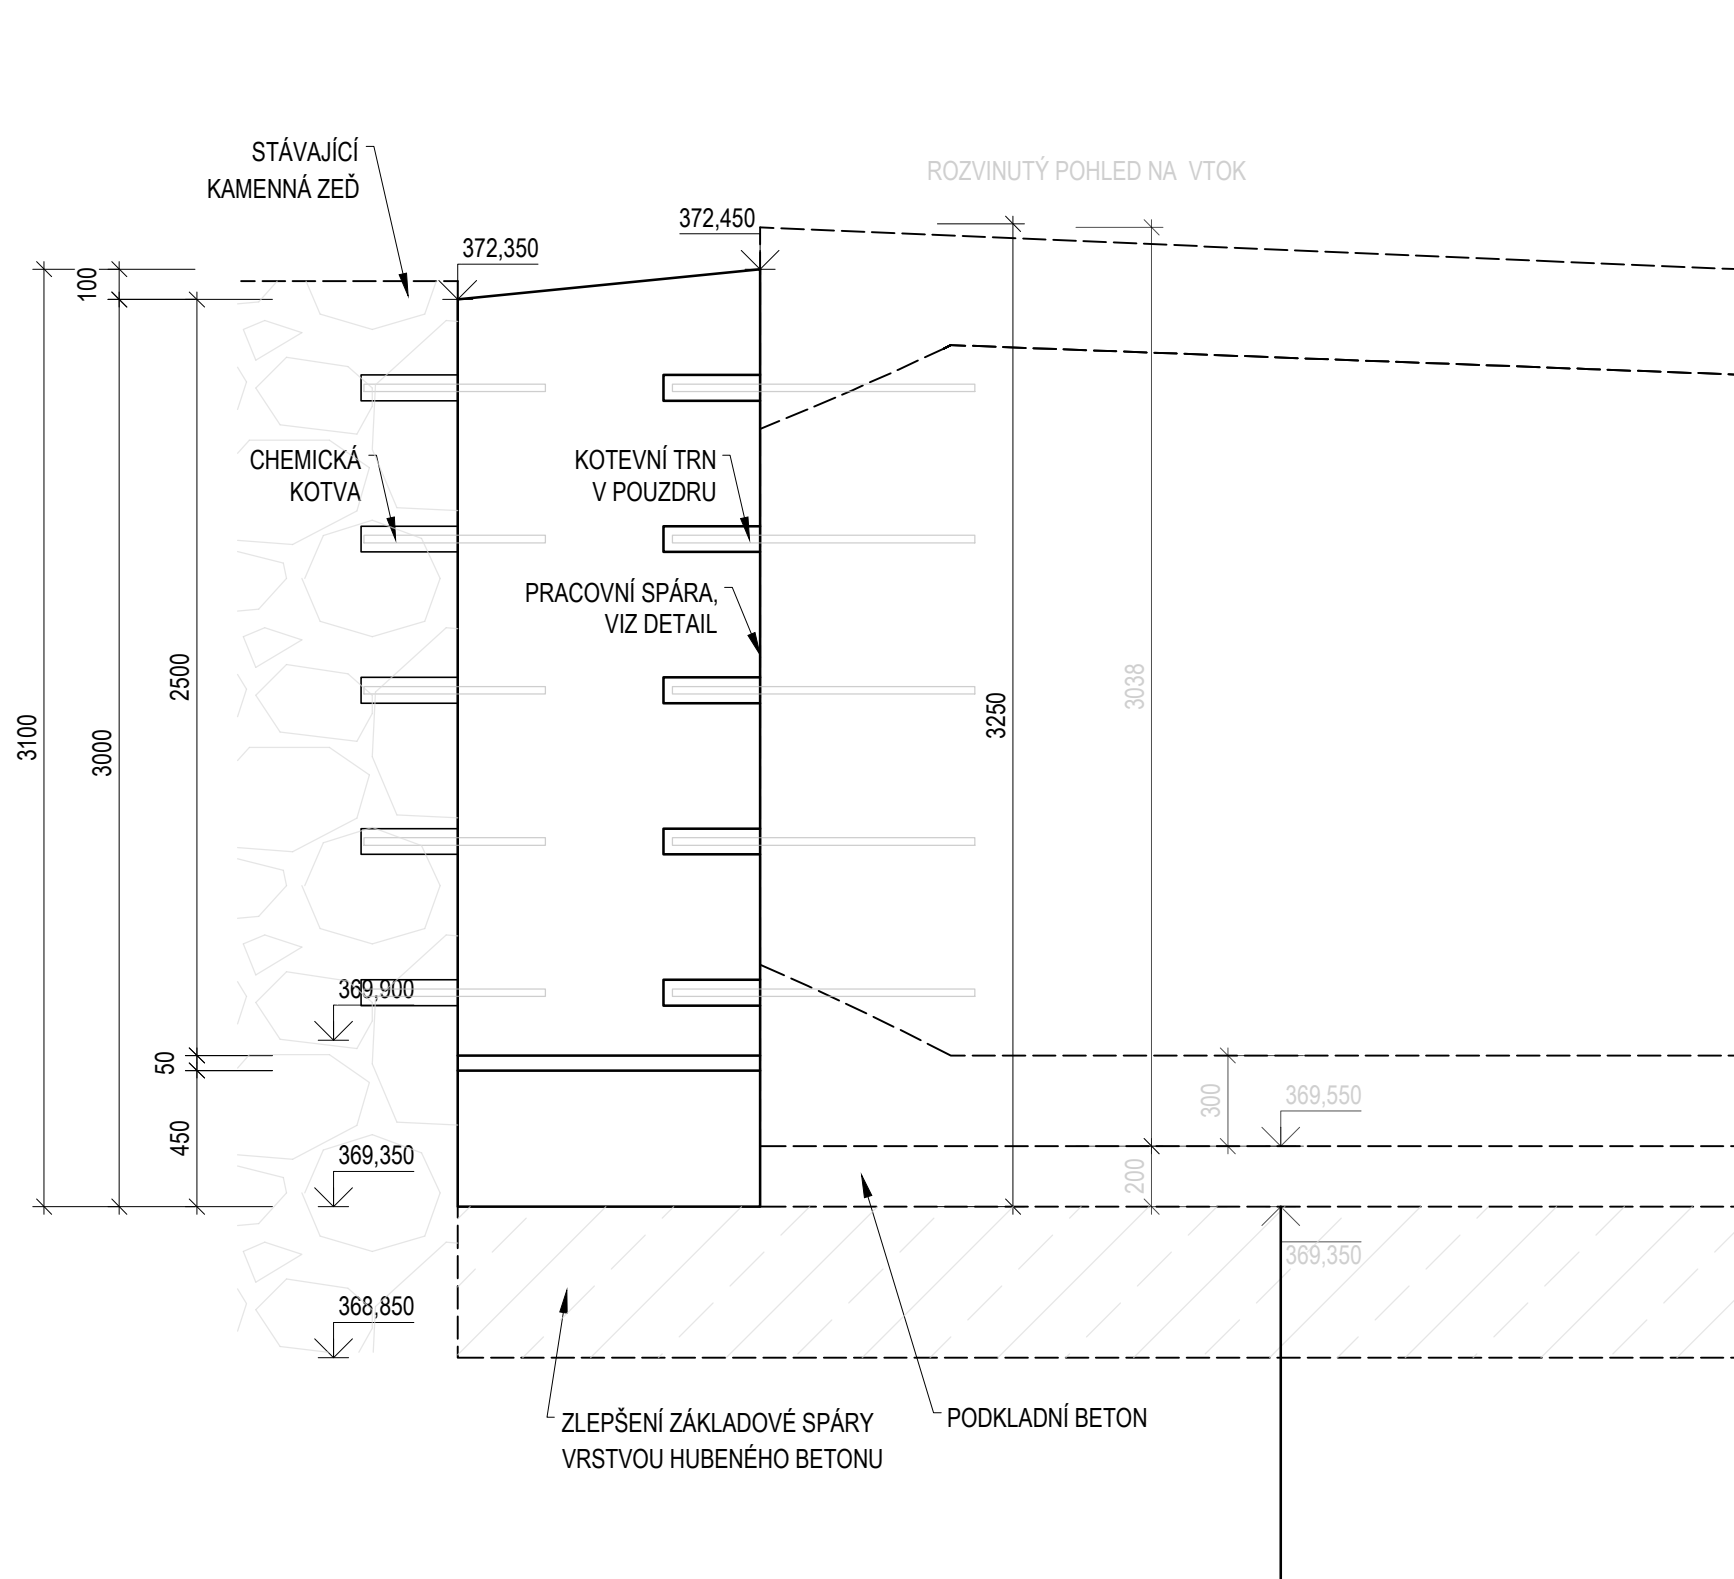 ROZVINUTÝ POHLED NA VTOK
STÁVAJÍCÍ
KAMENNÁ ZEĎ
372,450
372,350
100
CHEMICKÁ
KOTVA
KOTEVNÍ TRN
V POUZDRU
PRACOVNÍ SPÁRA,
VIZ DETAIL
3100
3000
2500
3250
3038
369,900
50
450
300
369,550
369,350
200
369,350
368,850
ZLEPŠENÍ ZÁKLADOVÉ SPÁRY
VRSTVOU HUBENÉHO BETONU
PODKLADNÍ BETON